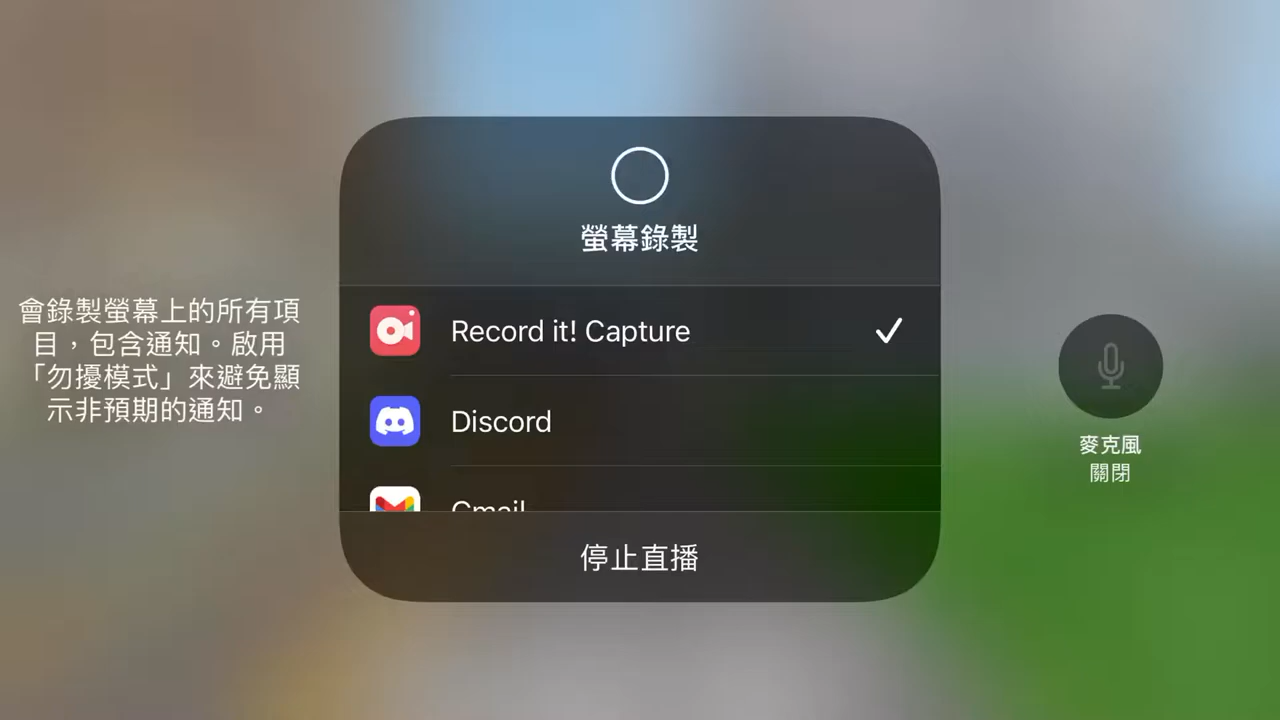 螢幕錄製
會錄製螢幕上的所有項
目，包含通知。啟用
「勿擾模式」來避免顯
示非預期的通知。
Record it! Capture
Discord
Gmail
停止直播
麥克風
關閉